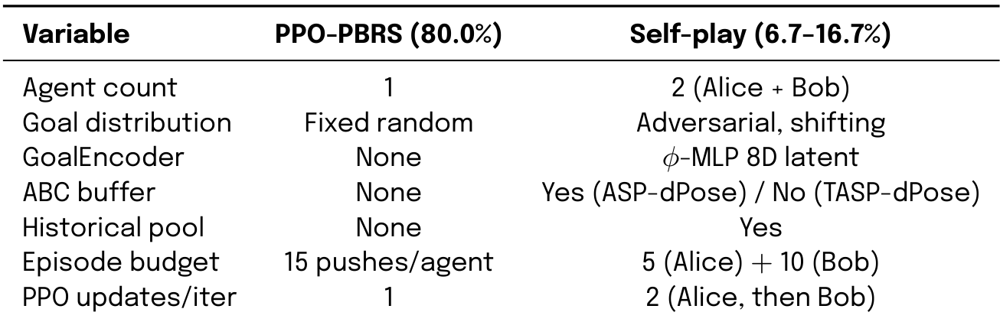 Variable PPO-PBRS (80.0%) Self-play (6.7–16.7%)
Agent count 1 2 (Alice + Bob)
Goal distribution Fixed random Adversarial, shifting
GoalEncoder None ϕ-MLP 8D latent
ABC buffer None Yes (ASP-dPose) / No (TASP-dPose)
Historical pool None Yes
Episode budget 15 pushes/agent 5 (Alice) + 10 (Bob)
PPO updates/iter 1 2 (Alice, then Bob)